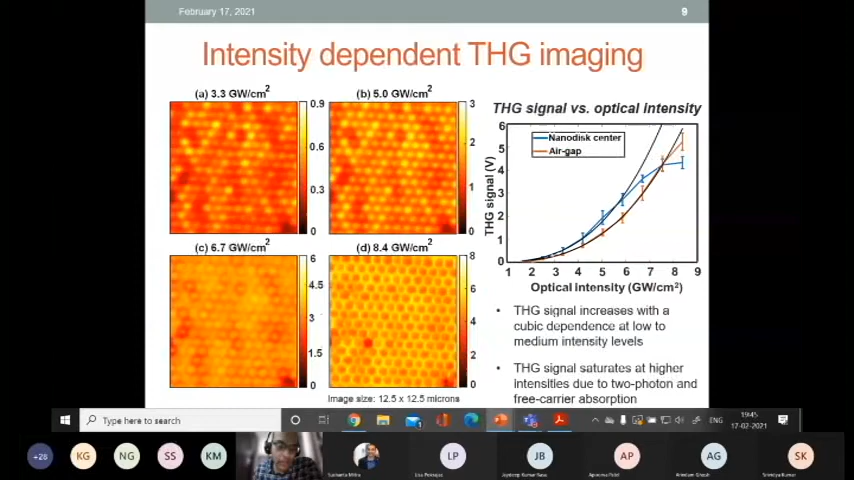 February 17, 2021
9
Intensity dependent THG imaging
(a) 3.3 GW/cm²
(b) 5.0 GW/cm²
0.9
0.6
0.3
0
3
2
1
0
(c) 6.7 GW/cm²
(d) 8.4 GW/cm²
6
4.5
3
1.5
0
8
6
4
2
0
Image size: 12.5 x 12.5 microns
THG signal vs. optical intensity
Nanodisk center
Air-gap
THG signal (V)
6
5
4
3
2
1
0
1 2 3 4 5 6 7 8 9
Optical intensity (GW/cm²)
• THG signal increases with a
cubic dependence at low to
medium intensity levels
• THG signal saturates at higher
intensities due to two-photon and
free-carrier absorption
Type here to search
ENG
19:45
17-02-2021
+28
KG
NG
SS
KM
LP
JB
AP
AG
SK